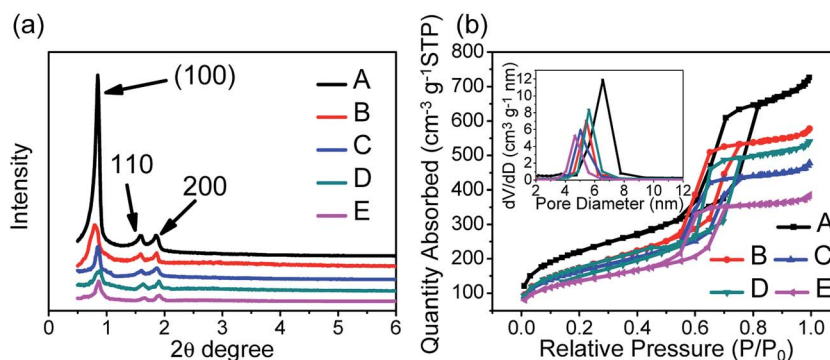 (a)
(100)
110
200
A
B
C
D
E
Intensity
0 1 2 3 4 5 6
2θ degree
(b)
Quantity Absorbed (cm-3 g-1STP)
800
700
600
500
400
300
200
100
dV/dD (cm3 g-1 nm)
12
10
8
6
4
2
0
2 4 6 8 10 12
Pore Diameter (nm)
A
B C
D E
0.0 0.2 0.4 0.6 0.8 1.0
Relative Pressure (P/P0)